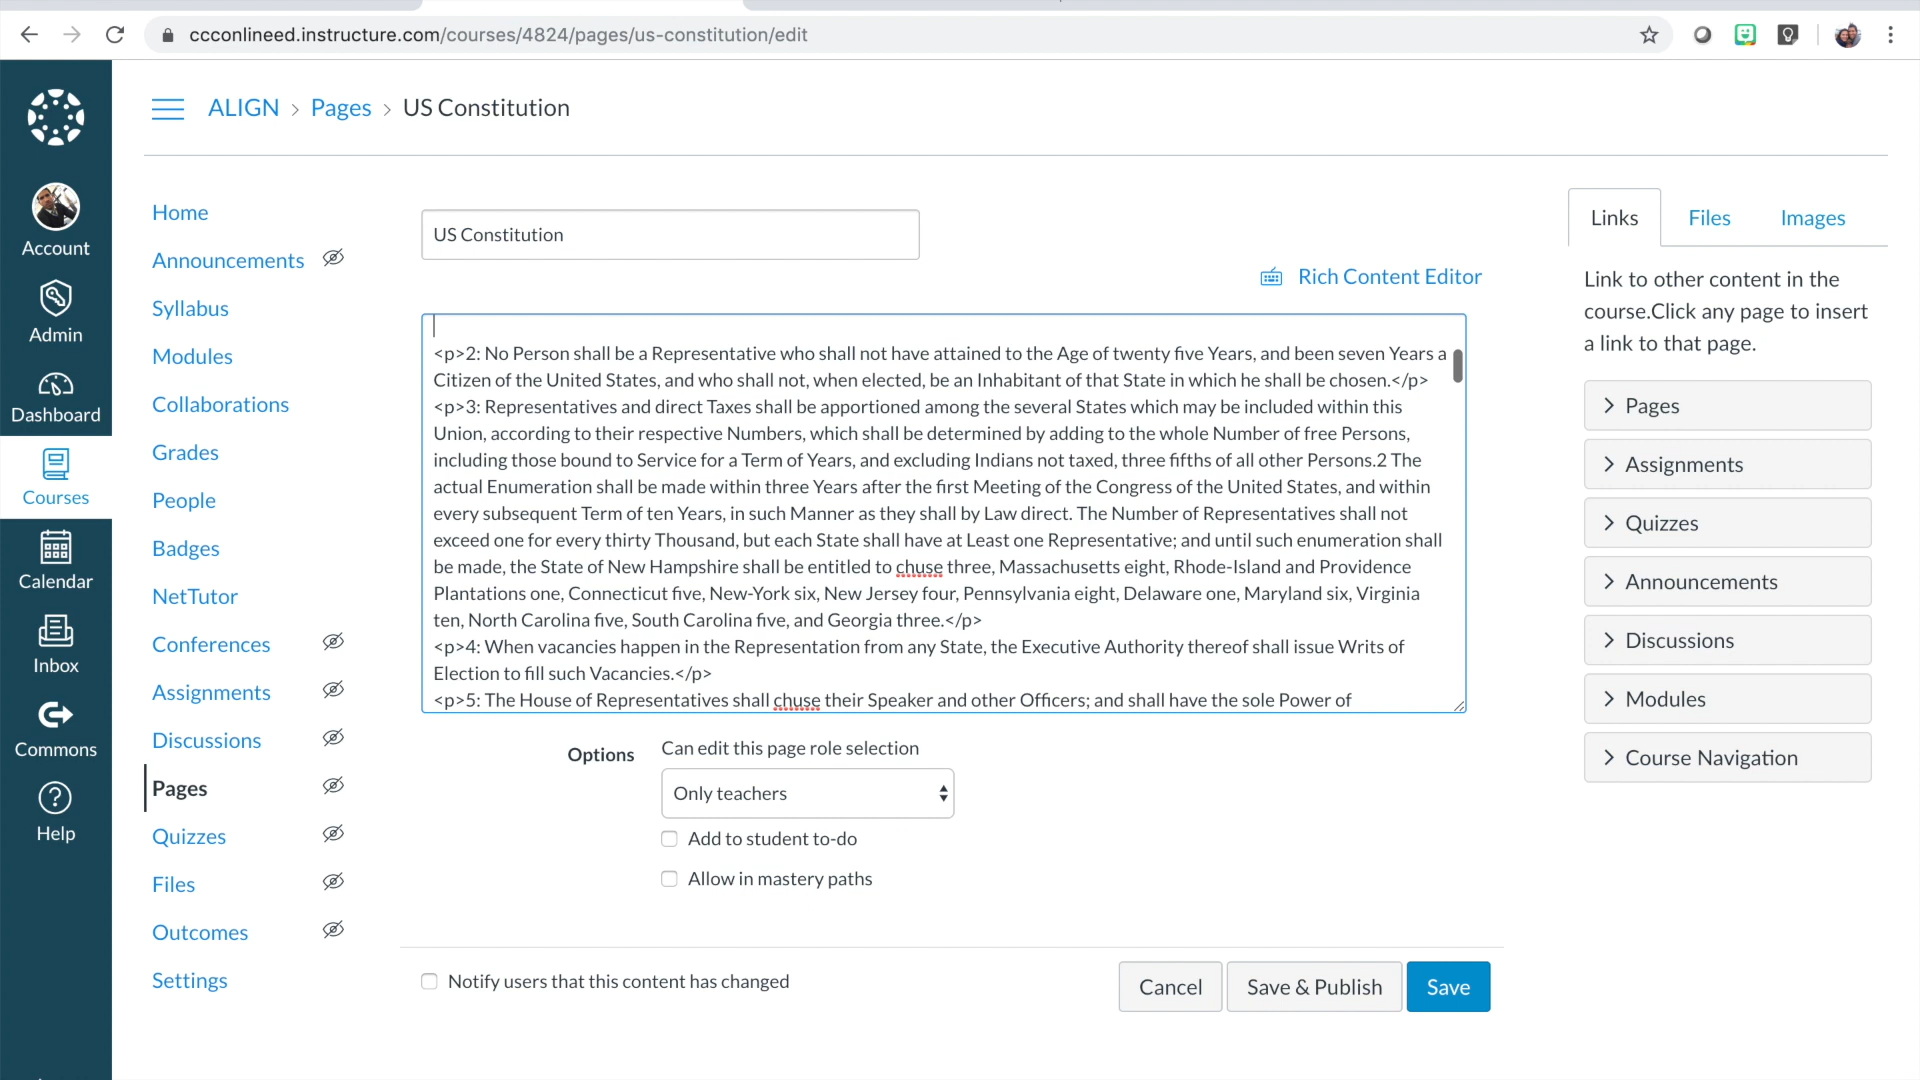 ccconlineed.instructure.com/courses/4824/pages/us-constitution/edit
ALIGN > Pages > US Constitution
Account
Admin
Dashboard
Courses
Calendar
Inbox
Commons
Help
Home
Announcements
Syllabus
Modules
Collaborations
Grades
People
Badges
NetTutor
Conferences
Assignments
Discussions
Pages
Quizzes
Files
Outcomes
Settings
US Constitution
Rich Content Editor
<p>2: No Person shall be a Representative who shall not have attained to the Age of twenty five Years, and been seven Years a
Citizen of the United States, and who shall not, when elected, be an Inhabitant of that State in which he shall be chosen.</p>
<p>3: Representatives and direct Taxes shall be apportioned among the several States which may be included within this
Union, according to their respective Numbers, which shall be determined by adding to the whole Number of free Persons,
including those bound to Service for a Term of Years, and excluding Indians not taxed, three fifths of all other Persons.2 The
actual Enumeration shall be made within three Years after the first Meeting of the Congress of the United States, and within
every subsequent Term of ten Years, in such Manner as they shall by Law direct. The Number of Representatives shall not
exceed one for every thirty Thousand, but each State shall have at Least one Representative; and until such enumeration shall
be made, the State of New Hampshire shall be entitled to chuse three, Massachusetts eight, Rhode-Island and Providence
Plantations one, Connecticut five, New-York six, New Jersey four, Pennsylvania eight, Delaware one, Maryland six, Virginia
ten, North Carolina five, South Carolina five, and Georgia three.</p>
<p>4: When vacancies happen in the Representation from any State, the Executive Authority thereof shall issue Writs of
Election to fill such Vacancies.</p>
<p>5: The House of Representatives shall chuse their Speaker and other Officers; and shall have the sole Power of
Options
Can edit this page role selection
Only teachers
Add to student to-do
Allow in mastery paths
Notify users that this content has changed
Cancel
Save & Publish
Save
Links
Files
Images
Link to other content in the
course.Click any page to insert
a link to that page.
Pages
Assignments
Quizzes
Announcements
Discussions
Modules
Course Navigation